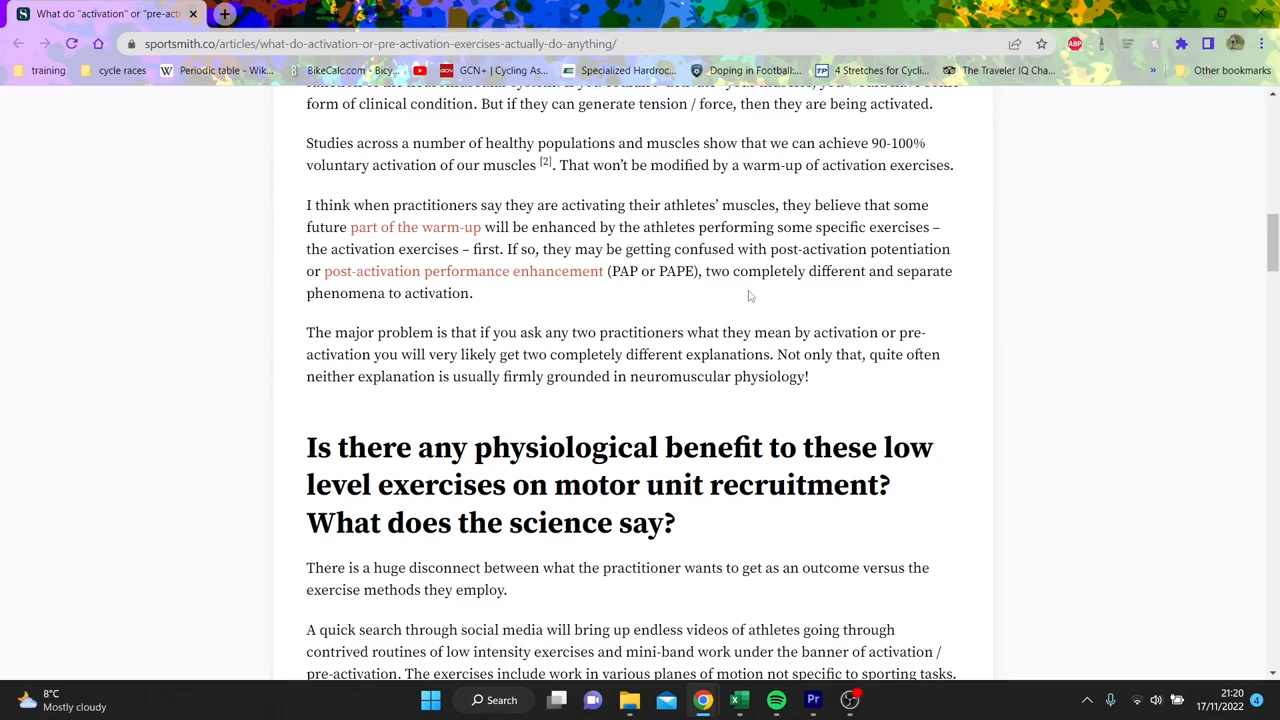 What do "activation" or "pre-acti
sportsmith.co/articles/what-do-activation-or-pre-activation-exercises-actually-do-anything/
ABP
training
cycle races
Periodic table - Wik...
BikeCalc.com - Bicy...
GCN+ | Cycling As...
Specialized Hardroc...
Doping in Football:...
4 Stretches for Cycli...
The Traveler IQ Cha...
»
Other bookmarks
form of clinical condition. But if they can generate tension / force, then they are being activated.
Studies across a number of healthy populations and muscles show that we can achieve 90-100%
voluntary activation of our muscles [2]. That won’t be modified by a warm-up of activation exercises.
I think when practitioners say they are activating their athletes’ muscles, they believe that some
future part of the warm-up will be enhanced by the athletes performing some specific exercises –
the activation exercises – first. If so, they may be getting confused with post-activation potentiation
or post-activation performance enhancement (PAP or PAPE), two completely different and separate
phenomena to activation.
The major problem is that if you ask any two practitioners what they mean by activation or pre-
activation you will very likely get two completely different explanations. Not only that, quite often
neither explanation is usually firmly grounded in neuromuscular physiology!
Is there any physiological benefit to these low
level exercises on motor unit recruitment?
What does the science say?
There is a huge disconnect between what the practitioner wants to get as an outcome versus the
exercise methods they employ.
A quick search through social media will bring up endless videos of athletes going through
contrived routines of low intensity exercises and mini-band work under the banner of activation /
pre-activation. The exercises include work in various planes of motion not specific to sporting tasks.
8°C
Mostly cloudy
Search
Pr
21:20
17/11/2022
4